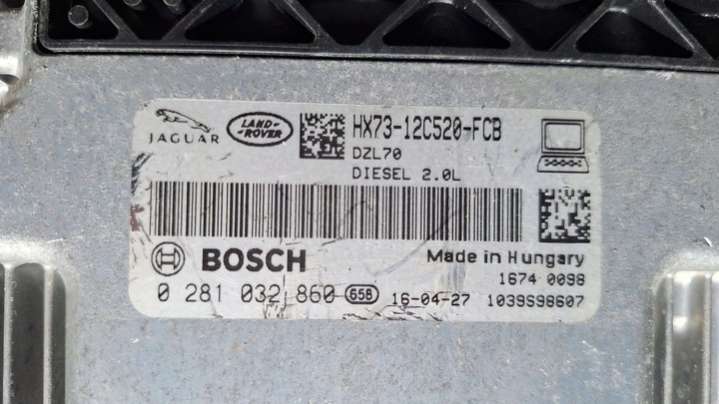 JAGUAR
LAND-
-ROVER
HX73-12C520-FCB
DZL70
DIESEL 2.0L
BOSCH
Made in Hungary
1674 0098
0 281 032 860 G58 16-04-27 1039S98607